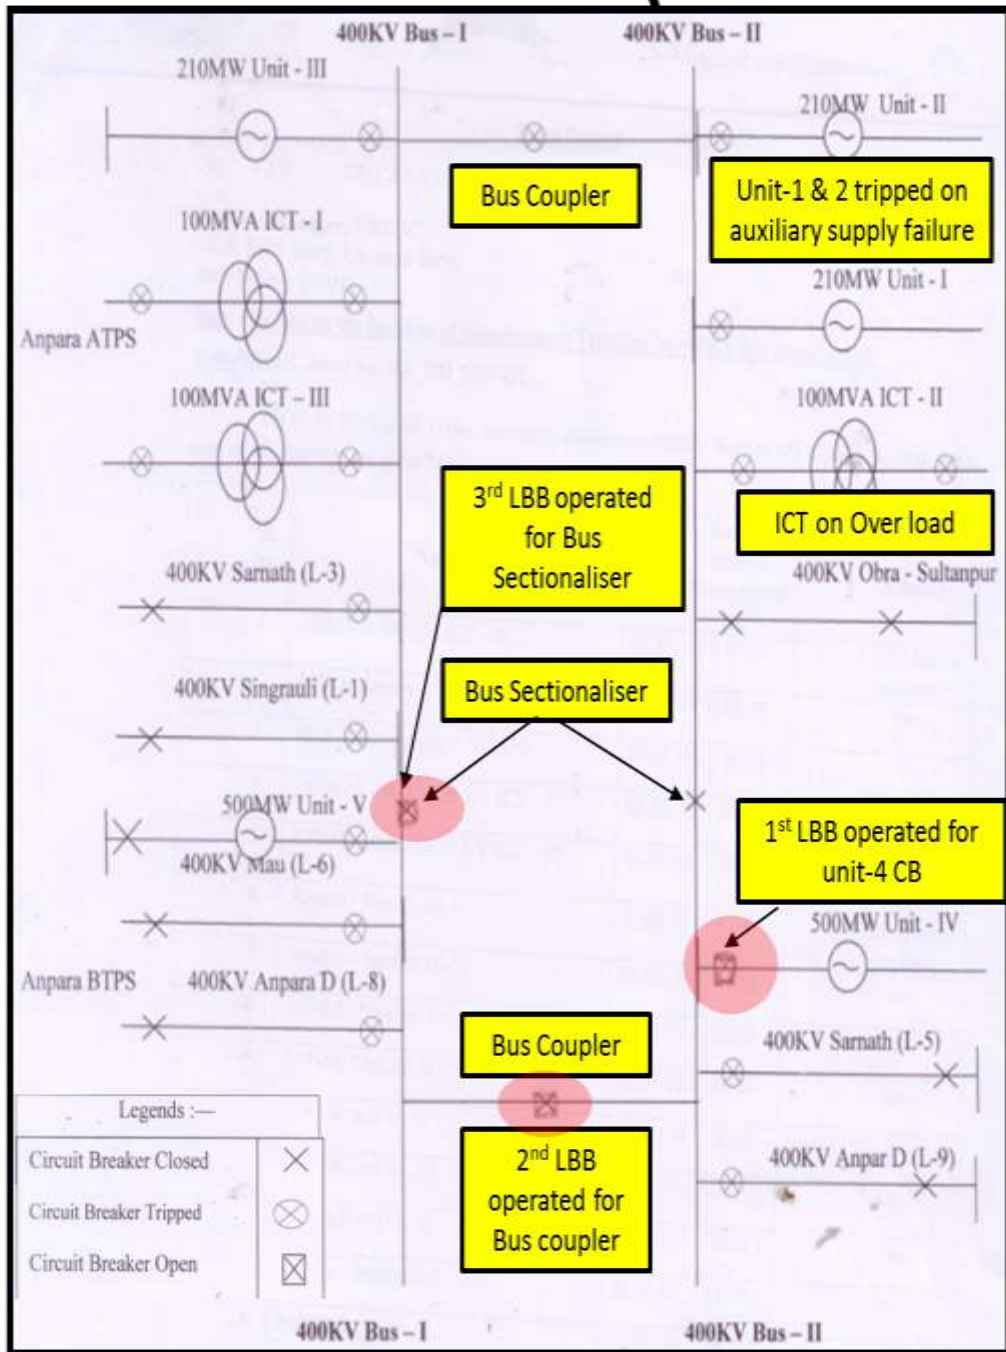 400KV Bus – I
400KV Bus – II
210MW Unit - III
210MW Unit - II
Bus Coupler
Unit-1 & 2 tripped on
auxiliary supply failure
100MVA ICT - I
210MW Unit - I
Anpara ATPS
100MVA ICT – III
100MVA ICT - II
3rd LBB operated
for Bus
Sectionaliser
ICT on Over load
400KV Sarnath (L-3)
400KV Obra - Sultanpur
400KV Singrauli (L-1)
Bus Sectionaliser
500MW Unit - V
1st LBB operated for
unit-4 CB
400KV Mau (L-6)
500MW Unit - IV
Anpara BTPS
400KV Anpara D (L-8)
Bus Coupler
400KV Sarnath (L-5)
Legends :—
Circuit Breaker Closed
Circuit Breaker Tripped
Circuit Breaker Open
2nd LBB
operated for
Bus coupler
400KV Anpar D (L-9)
400KV Bus – I
400KV Bus – II